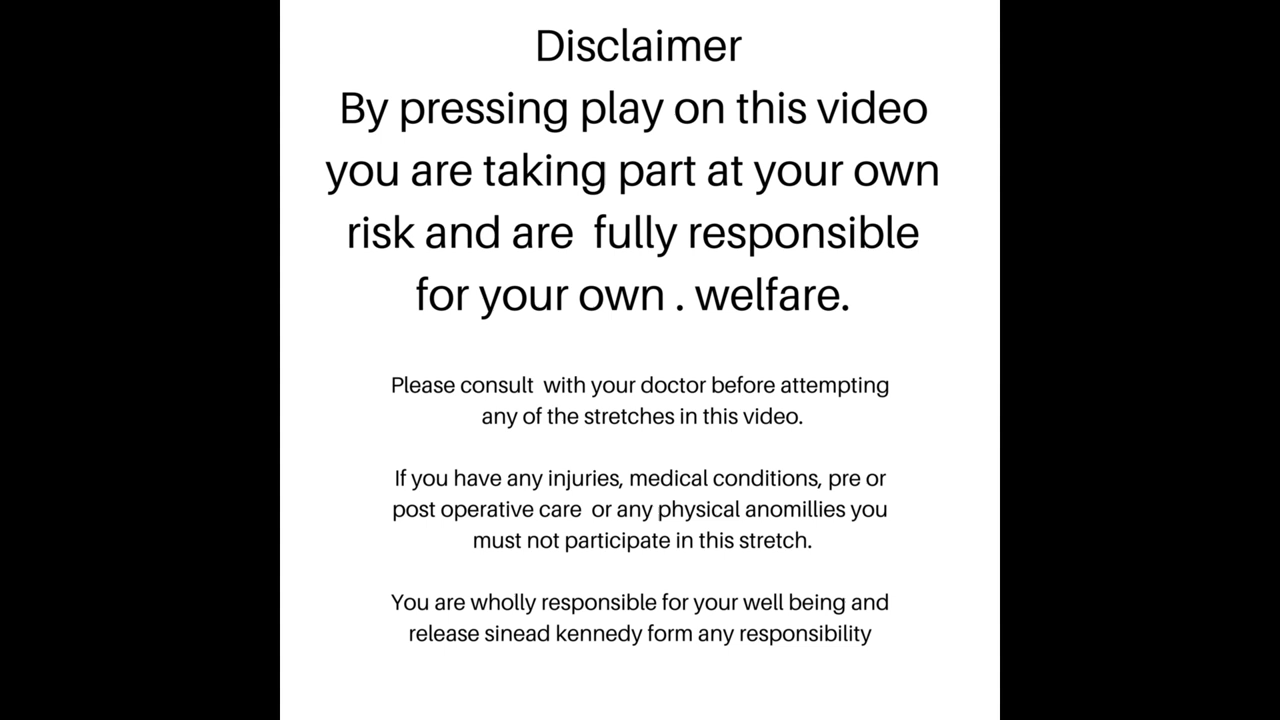 Disclaimer
By pressing play on this video
you are taking part at your own
risk and are  fully responsible
for your own . welfare.
Please consult  with your doctor before attempting
any of the stretches in this video.
If you have any injuries, medical conditions, pre or
post operative care  or any physical anomillies you
must not participate in this stretch.
You are wholly responsible for your well being and
release sinead kennedy form any responsibility